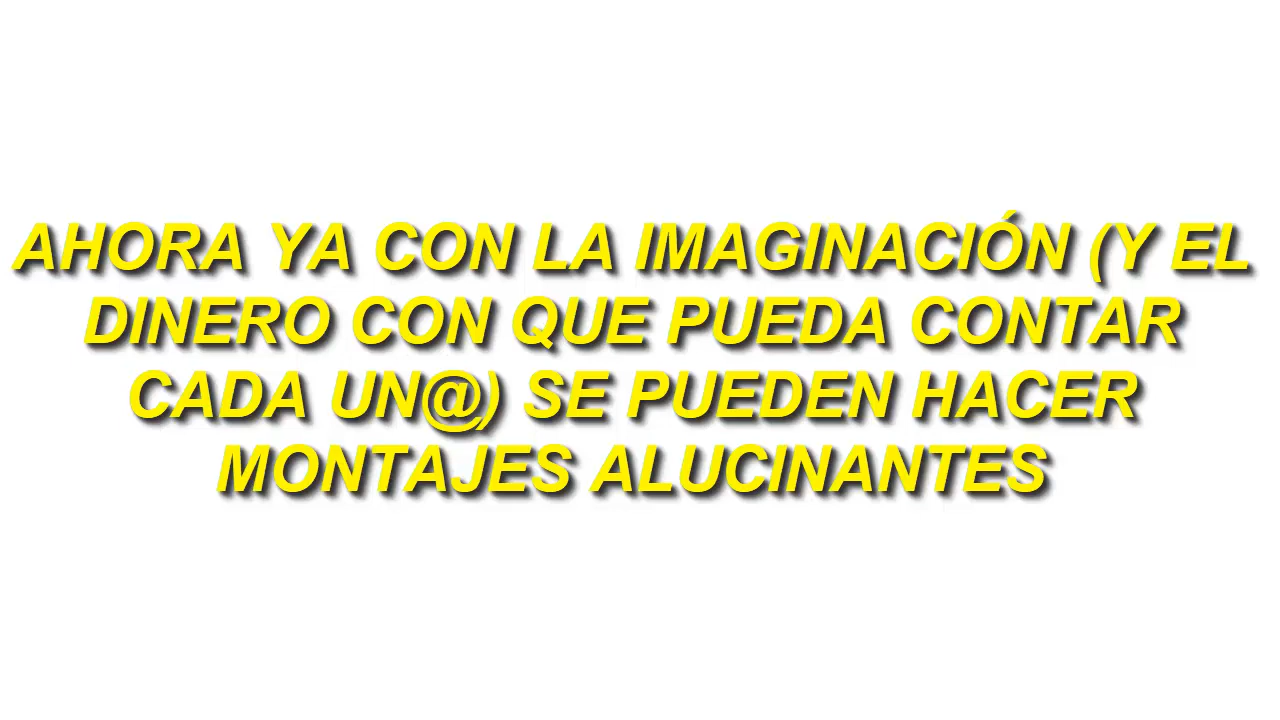 AHORA YA CON LA IMAGINACIÓN (Y EL
DINERO CON QUE PUEDA CONTAR
CADA UN@) SE PUEDEN HACER
MONTAJES ALUCINANTES